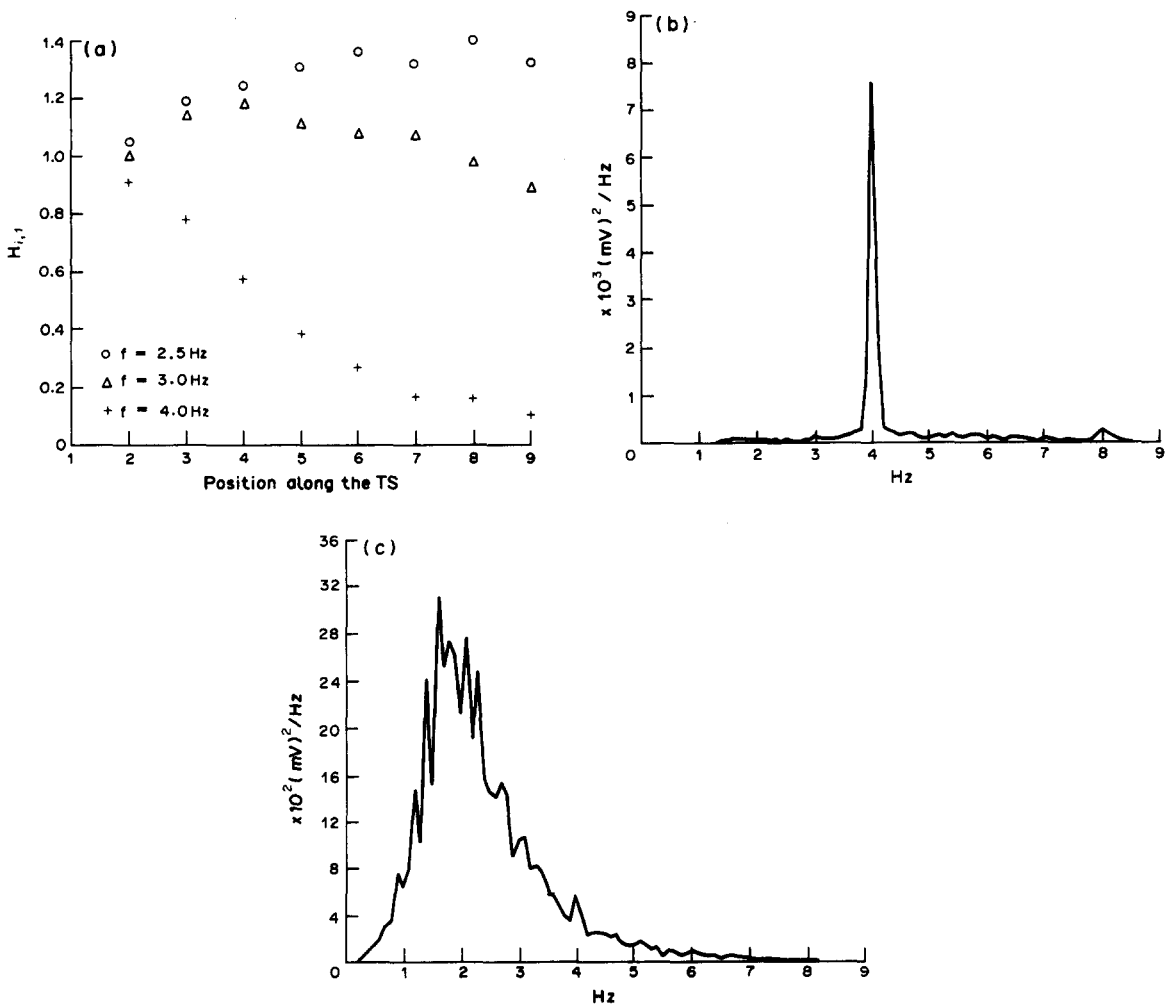 (a)
1.4
1.2
1.0
0.8
0.6
0.4
0.2
0
H i,1
o f = 2.5 Hz
Δ f = 3.0 Hz
+ f = 4.0 Hz
1 2 3 4 5 6 7 8 9
Position along the TS
(b)
9
8
7
6
5
4
3
2
1
x 10³ (mV)²/Hz
0 1 2 3 4 5 6 7 8 9
Hz
(c)
36
32
28
24
20
16
12
8
4
x10² (mV)²/Hz
0 1 2 3 4 5 6 7 8 9
Hz